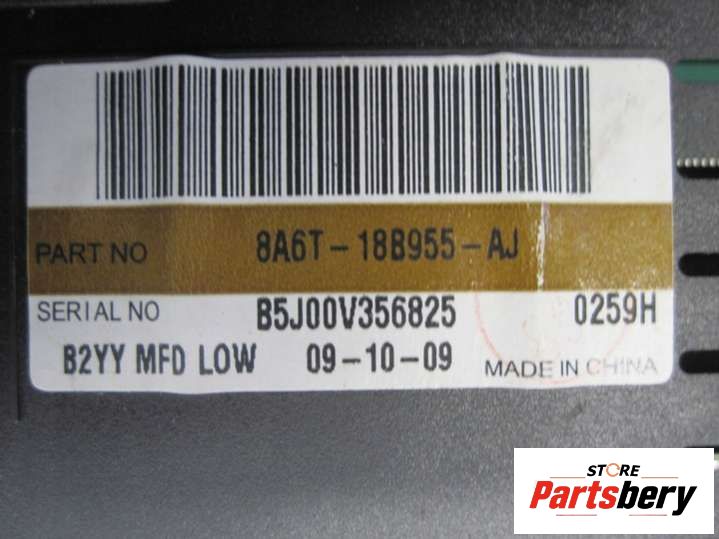 PART NO 8A6T-18B955-AJ
SERIAL NO B5J00V356825 0259H
B2YY MFD LOW 09-10-09 MADE IN CHINA
STORE
Partsbery